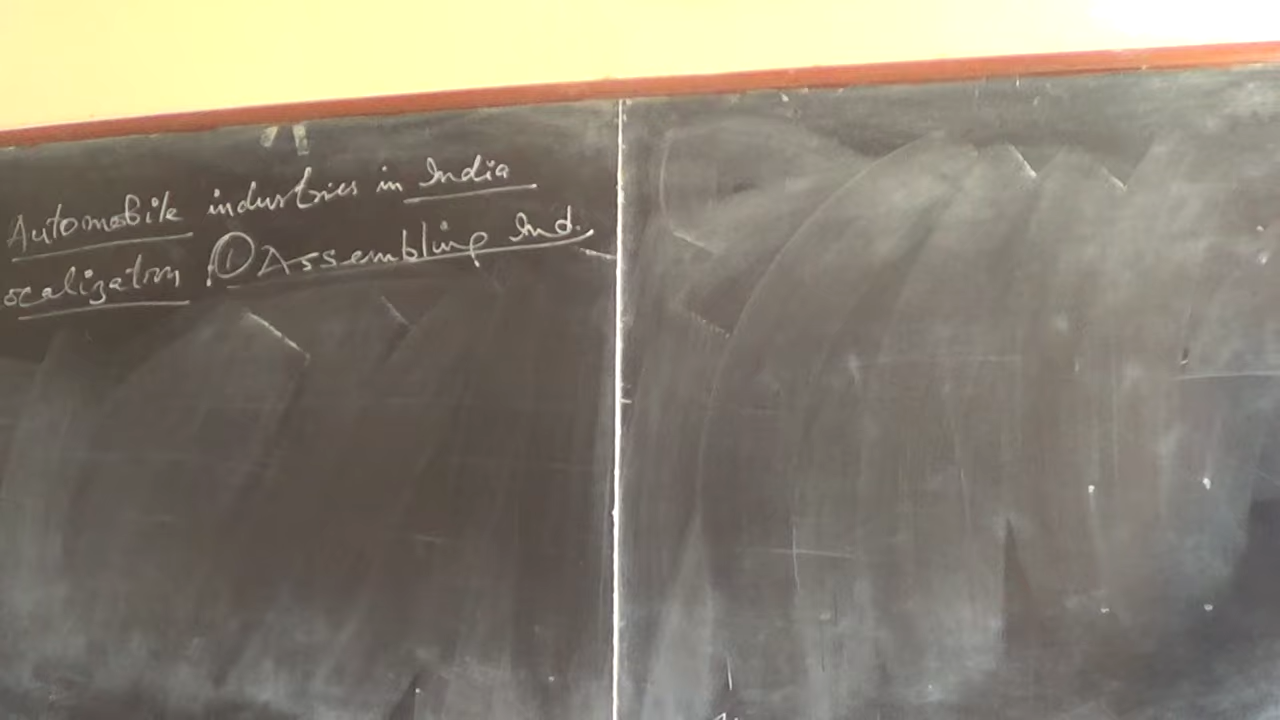 Automobile industries in India
ocalization : ① Assembling Ind.